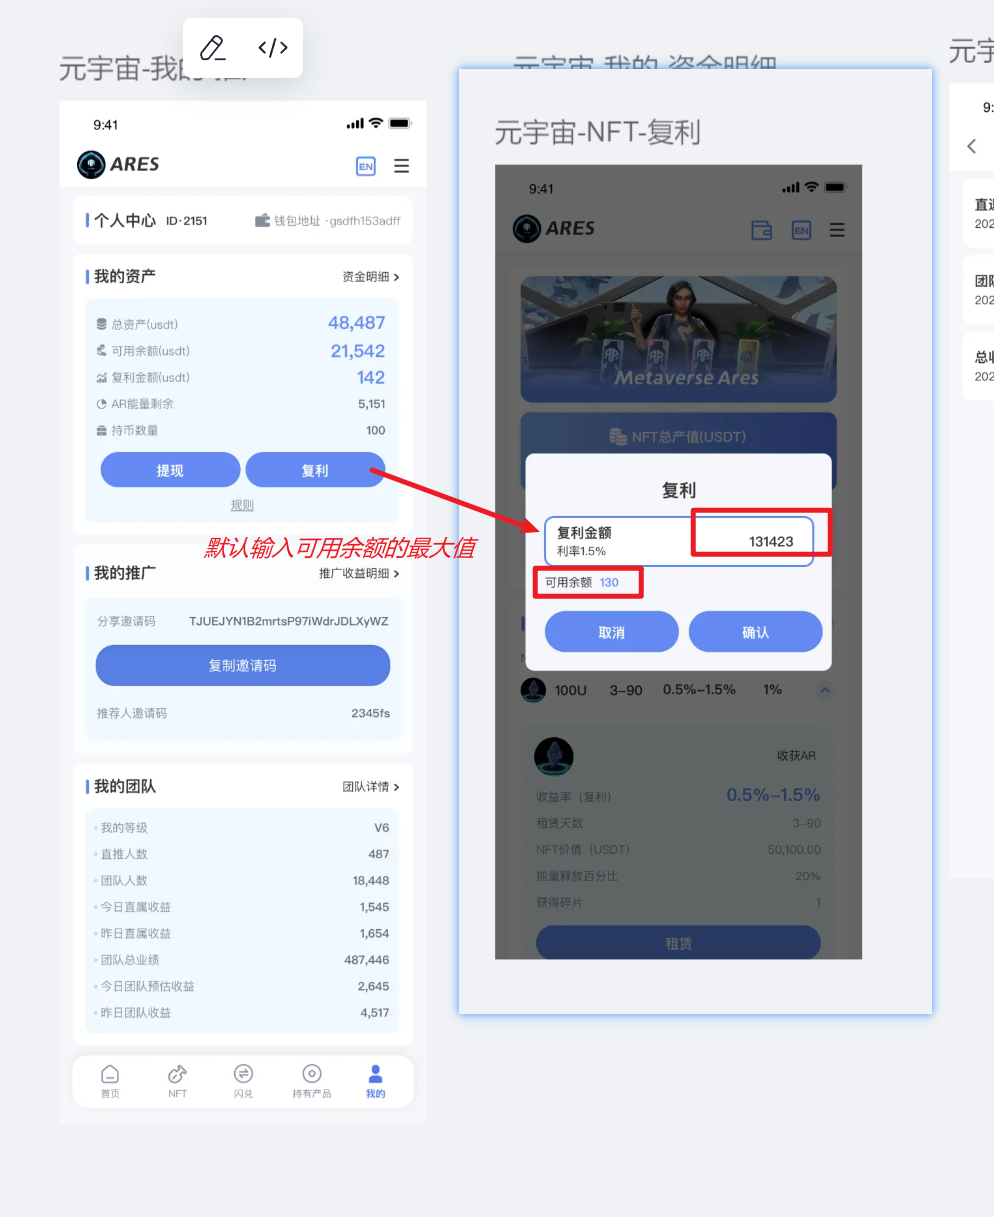 元宇宙-我的-推广
9:41
ARES
EN
个人中心 ID·2151 钱包地址 ·gsdfh153adff
我的资产 资金明细 >
总资产(usdt) 48,487
可用余额(usdt) 21,542
复利金额(usdt) 142
AR能量剩余 5,151
持币数量 100
提现 复利
规则
默认输入可用余额的最大值
我的推广 推广收益明细 >
分享邀请码 TJUEJYN1B2mrtsP97iWdrJDLXyWZ
复制邀请码
推荐人邀请码 2345fs
我的团队 团队详情 >
我的等级 V6
直推人数 487
团队人数 18,448
今日直属收益 1,545
昨日直属收益 1,654
团队总业绩 487,446
今日团队预估收益 2,645
昨日团队收益 4,517
首页 NFT 闪兑 持有产品 我的
元宇宙-我的-资金明细
元宇宙-NFT-复利
9:41
ARES
EN
Metaverse Ares
NFT总产值(USDT)
复利
复利金额 131423
利率1.5%
可用余额 130
取消 确认
100U 3-90 0.5%-1.5% 1%
收获AR
收益率（复利） 0.5%-1.5%
租赁天数 3-90
NFT价值（USDT） 50,100.00
能量释放百分比 20%
获得碎片 1
租赁
元宇
9:
直
202
团
202
总
202